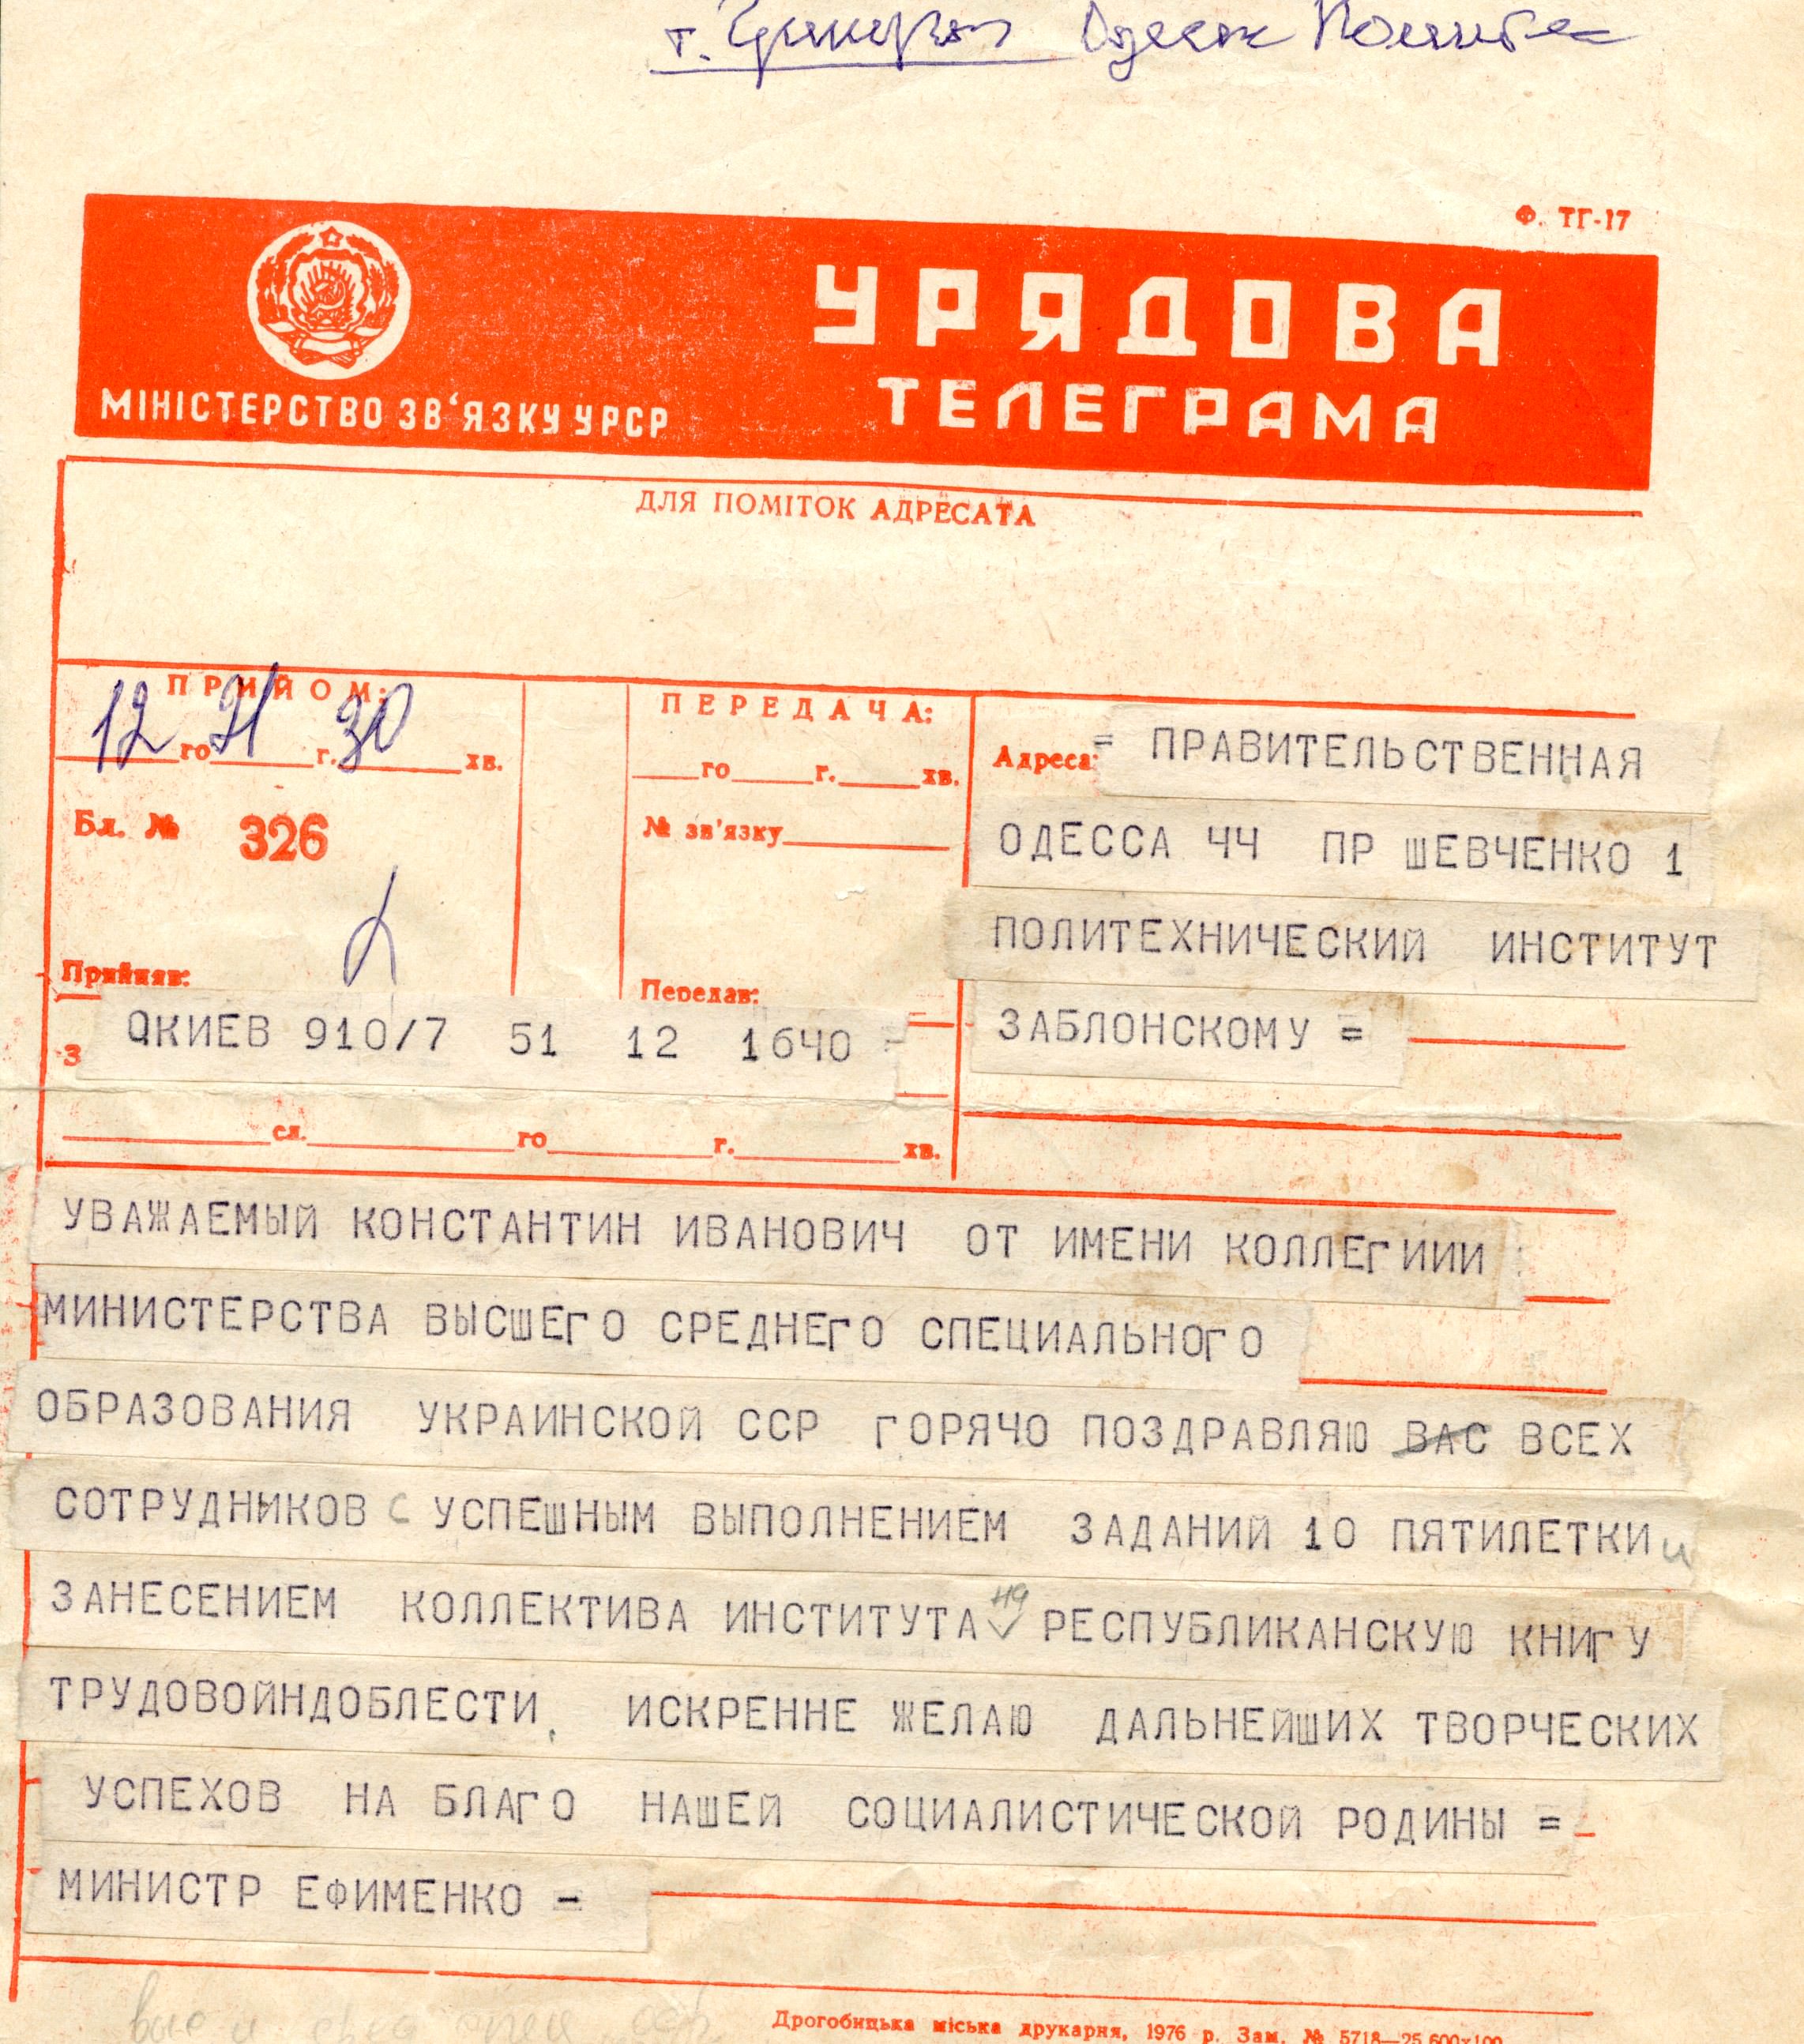 т. Одесск Политех
Ф. ТГ-17
УРЯДОВА
ТЕЛЕГРАМА
МІНІСТЕРСТВО ЗВ‘ЯЗКУ УРСР
ДЛЯ ПОМІТОК АДРЕСАТА
ПРИЙОМ:
12 го 21 г. 30 хв.
Бл. № 326
Прийняв:
ПЕРЕДАЧА:
го г. хв.
№ зв'язку
Передав:
Адреса: = ПРАВИТЕЛЬСТВЕННАЯ
ОДЕССА 44 ПР ШЕВЧЕНКО 1
ПОЛИТЕХНИЧЕСКИЙ ИНСТИТУТ
ЗАБЛОНСКОМУ =
З QКИЕВ 910/7 51 12 1640 =
сл. го г. хв.
УВАЖАЕМЫЙ КОНСТАНТИН ИВАНОВИЧ ОТ ИМЕНИ КОЛЛЕГИИИ
МИНИСТЕРСТВА ВЫСШЕГО СРЕДНЕГО СПЕЦИАЛЬНОГО
ОБРАЗОВАНИЯ УКРАИНСКОЙ ССР ГОРЯЧО ПОЗДРАВЛЯЮ ВАС ВСЕХ
СОТРУДНИКОВ С УСПЕШНЫМ ВЫПОЛНЕНИЕМ ЗАДАНИЙ 10 ПЯТИЛЕТКИ и
ЗАНЕСЕНИЕМ КОЛЛЕКТИВА ИНСТИТУТА на РЕСПУБЛИКАНСКУЮ КНИГУ
ТРУДОВОЙНДОБЛЕСТИ, ИСКРЕННЕ ЖЕЛАЮ ДАЛЬНЕЙШИХ ТВОРЧЕСКИХ
УСПЕХОВ НА БЛАГО НАШЕЙ СОЦИАЛИСТИЧЕСКОЙ РОДИНЫ =
МИНИСТР ЕФИМЕНКО -
Дрогобицька міська друкарня, 1976 р. Зам. № 5718—25.600х100